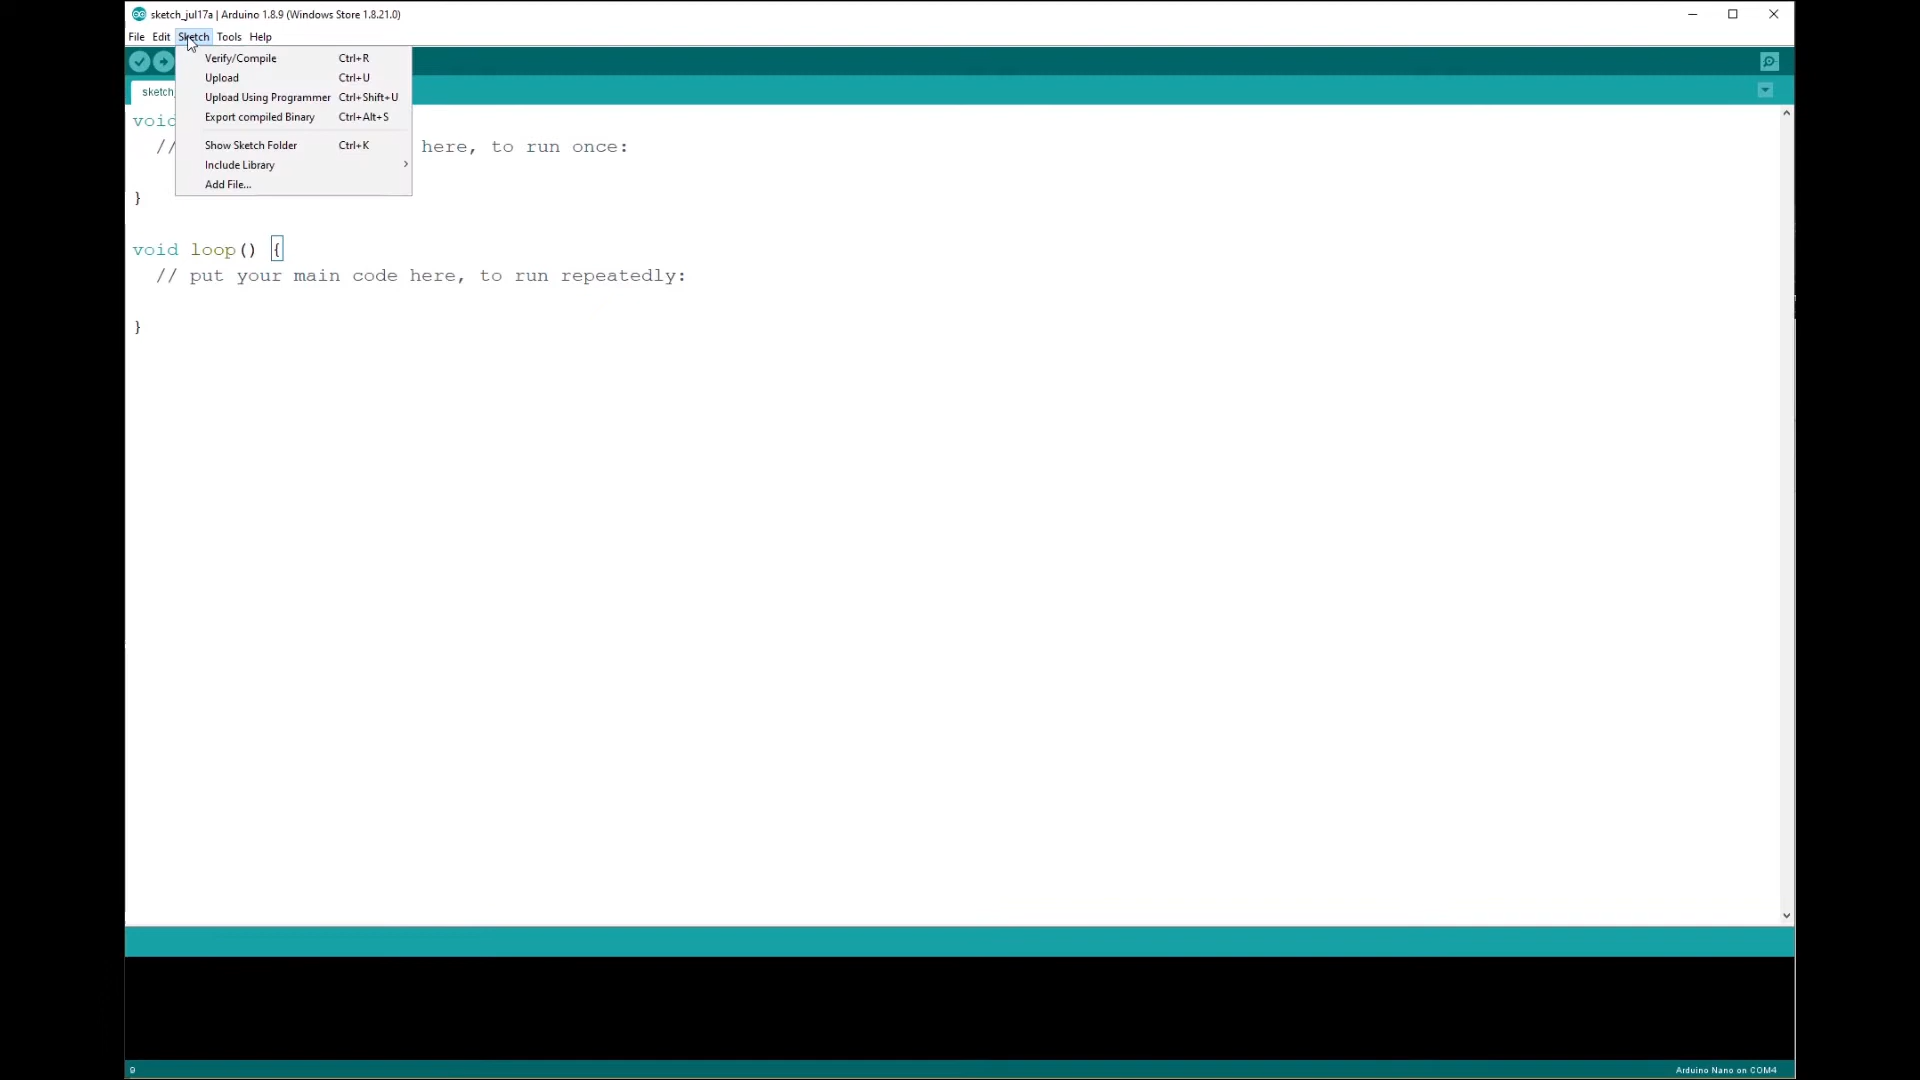 sketch_jul17a | Arduino 1.8.9 (Windows Store 1.8.21.0)
File Edit Sketch Tools Help
Verify/Compile Ctrl+R
Upload Ctrl+U
Upload Using Programmer Ctrl+Shift+U
Export compiled Binary Ctrl+Alt+S
Show Sketch Folder Ctrl+K
Include Library
Add File...
sketch_
void
// here, to run once:
}
void loop() {
// put your main code here, to run repeatedly:
}
9
Arduino Nano on COM4